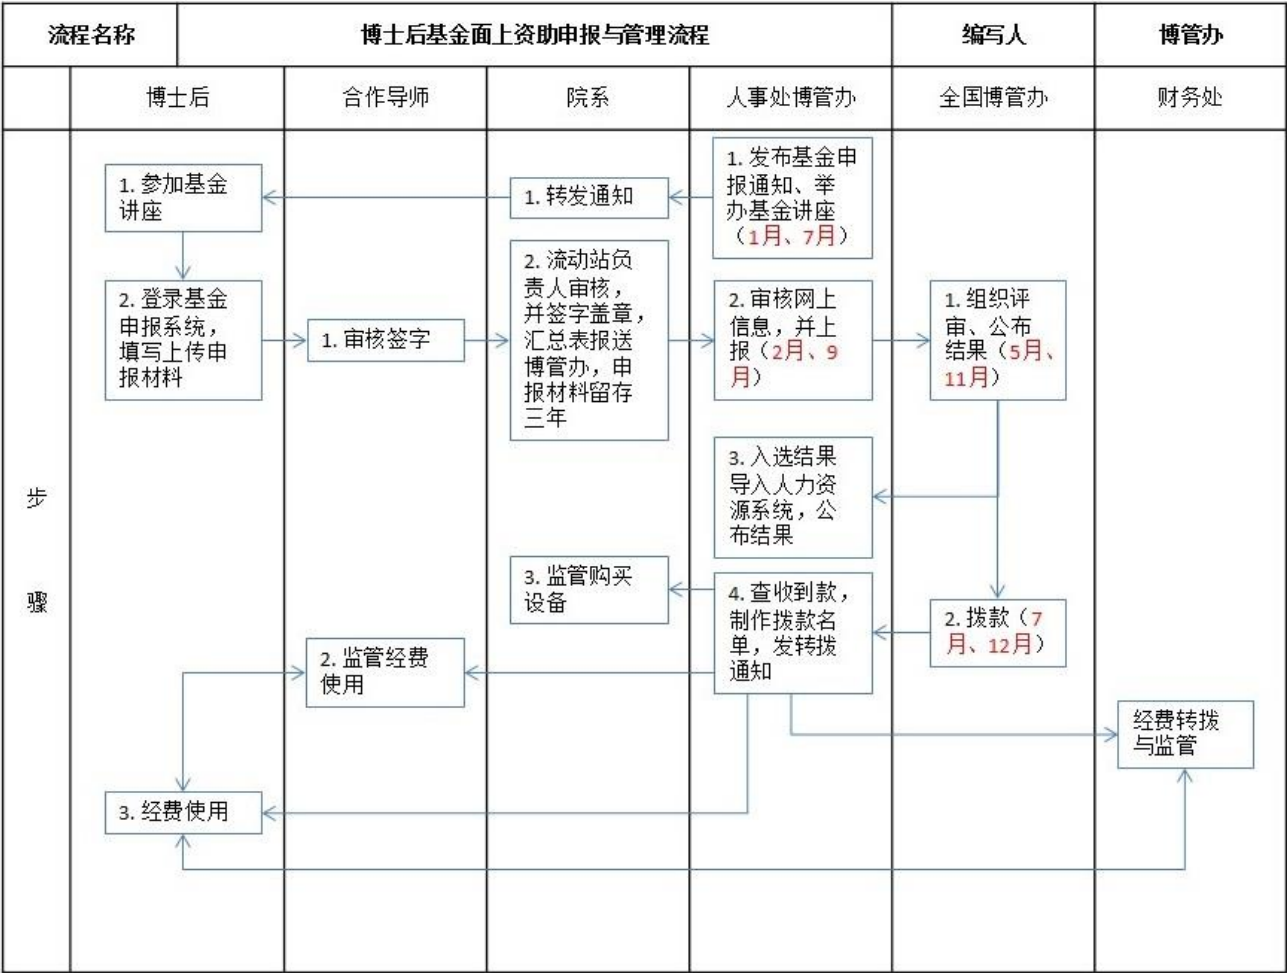 流程名称
博士后基金面上资助申报与管理流程
编写人
博管办
博士后
合作导师
院系
人事处博管办
全国博管办
财务处
步
骤
1. 发布基金申
报通知、举
办基金讲座
（1月、7月）
1. 转发通知
1. 参加基金
讲座
2. 登录基金
申报系统，
填写上传申
报材料
1. 审核签字
2. 流动站负
责人审核，
并签字盖章，
汇总表报送
博管办，申
报材料留存
三年
2. 审核网上
信息，并上
报（2月、9
月）
1. 组织评
审、公布
结果（5月、
11月）
3. 入选结果
导入人力资
源系统，公
布结果
2. 拨款（7
月、12月）
4. 查收到款，
制作拨款名
单，发转拨
通知
3. 监管购买
设备
2. 监管经费
使用
经费转拨
与监管
3. 经费使用